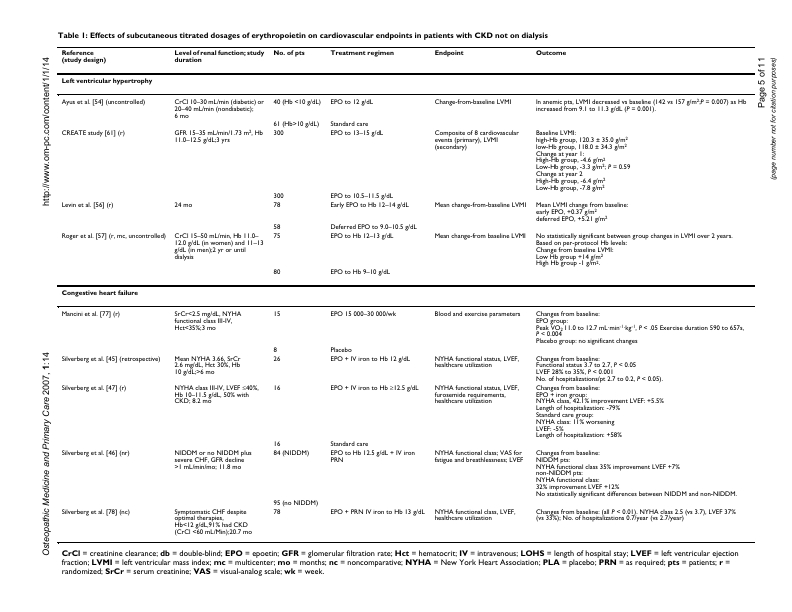 Table 1: Effects of subcutaneous titrated dosages of erythropoietin on cardiovascular endpoints in patients with CKD not on dialysis
Reference (study design) Level of renal function; study duration No. of pts Treatment regimen Endpoint Outcome
Left ventricular hypertrophy
Ayus et al. [54] (uncontrolled) CrCl 10–30 mL/min (diabetic) or 40 (Hb <10 g/dL) EPO to 12 g/dL Change-from-baseline LVMI In anemic pts, LVMI decreased vs baseline (142 vs 157 g/m²;P = 0.007) as Hb
20–40 mL/min (nondiabetic); increased from 9.1 to 11.3 g/dL (P = 0.001).
6 mo
61 (Hb>10 g/dL) Standard care
CREATE study [61] (r) GFR 15–35 mL/min/1.73 m², Hb 300 EPO to 13–15 g/dL Composite of 8 cardiovascular Baseline LVMI:
11.0–12.5 g/dL;3 yrs events (primary), LVMI high-Hb group, 120.3 ± 35.0 g/m²
(secondary) low-Hb group, 118.0 ± 34.3 g/m²
Change at year 1:
High-Hb group, -4.6 g/m²
Low-Hb group, -3.3 g/m²; P = 0.59
Change at year 2
High-Hb group, -6.4 g/m²
Low-Hb group, -7.8 g/m²
300 EPO to 10.5–11.5 g/dL
Levin et al. [56] (r) 24 mo 78 Early EPO to Hb 12–14 g/dL Mean change-from-baseline LVMI Mean LVMI change from baseline:
early EPO, +0.37 g/m²
deferred EPO, +5.21 g/m²
58 Deferred EPO to 9.0–10.5 g/dL
Roger et al. [57] (r, mc, uncontrolled) CrCl 15–50 mL/min, Hb 11.0– 75 EPO to Hb 12–13 g/dL Mean change from-baseline LVMI No statistically significant between group changes in LVMI over 2 years.
12.0 g/dL (in women) and 11–13 Based on per-protocol Hb levels:
g/dL (in men);2 yr or until Change from baseline LVMI:
dialysis Low Hb group +14 g/m²
High Hb group -1 g/m².
80 EPO to Hb 9–10 g/dL
Congestive heart failure
Mancini et al. [77] (r) SrCr<2.5 mg/dL, NYHA 15 EPO 15 000–30 000/wk Blood and exercise parameters Changes from baseline:
functional class III-IV, EPO group:
Hct<35%;3 mo Peak VO₂ 11.0 to 12.7 mL·min⁻¹·kg⁻¹, P < .05 Exercise duration 590 to 657s,
P < 0.004
Placebo group: no significant changes
8 Placebo
Silverberg et al. [45] (retrospective) Mean NYHA 3.66, SrCr 26 EPO + IV iron to Hb 12 g/dL NYHA functional status, LVEF, Changes from baseline:
2.6 mg/dL, Hct 30%, Hb healthcare utilization Functional status 3.7 to 2.7, P < 0.05
10 g/dL;>6 mo LVEF 28% to 35%, P < 0.001
No. of hospitalizations/pt 2.7 to 0.2, P < 0.05).
Silverberg et al. [47] (r) NYHA class III-IV, LVEF ≤40%, 16 EPO + IV iron to Hb ≥12.5 g/dL NYHA functional status, LVEF, Changes from baseline:
Hb 10–11.5 g/dL, 50% with furosemide requirements, EPO + iron group:
CKD; 8.2 mo healthcare utilization NYHA class, 42.1% improvement LVEF: +5.5%
Length of hospitalization: -79%
Standard care group:
NYHA class: 11% worsening
LVEF: -5%
Length of hospitalization: +58%
16 Standard care
Silverberg et al. [46] (nr) NIDDM or no NIDDM plus 84 (NIDDM) EPO to Hb 12.5 g/dL + IV iron NYHA functional class; VAS for Changes from baseline:
severe CHF, GFR decline PRN fatigue and breathlessness; LVEF NIDDM pts:
>1 mL/min/mo; 11.8 mo NYHA functional class 35% improvement LVEF +7%
non-NIDDM pts:
NYHA functional class:
32% improvement LVEF +12%
No statistically significant differences between NIDDM and non-NIDDM.
95 (no NIDDM)
Silverberg et al. [78] (nc) Symptomatic CHF despite 78 EPO + PRN IV iron to Hb 13 g/dL NYHA functional class, LVEF, Changes from baseline: (all P < 0.01), NYHA class 2.5 (vs 3.7), LVEF 37%
optimal therapies, healthcare utilization (vs 33%); No. of hospitalizations 0.7/year (vs 2.7/year)
Hb<12 g/dL,91% had CKD
(CrCl <60 mL/Min);20.7 mo
CrCl = creatinine clearance; db = double-blind; EPO = epoetin; GFR = glomerular filtration rate; Hct = hematocrit; IV = intravenous; LOHS = length of hospital stay; LVEF = left ventricular ejection
fraction; LVMI = left ventricular mass index; mc = multicenter; mo = months; nc = noncomparative; NYHA = New York Heart Association; PLA = placebo; PRN = as required; pts = patients; r =
randomized; SrCr = serum creatinine; VAS = visual-analog scale; wk = week.
Osteopathic Medicine and Primary Care 2007, 1:14
http://www.om-pc.com/content/1/1/14
Page 5 of 11
(page number not for citation purposes)